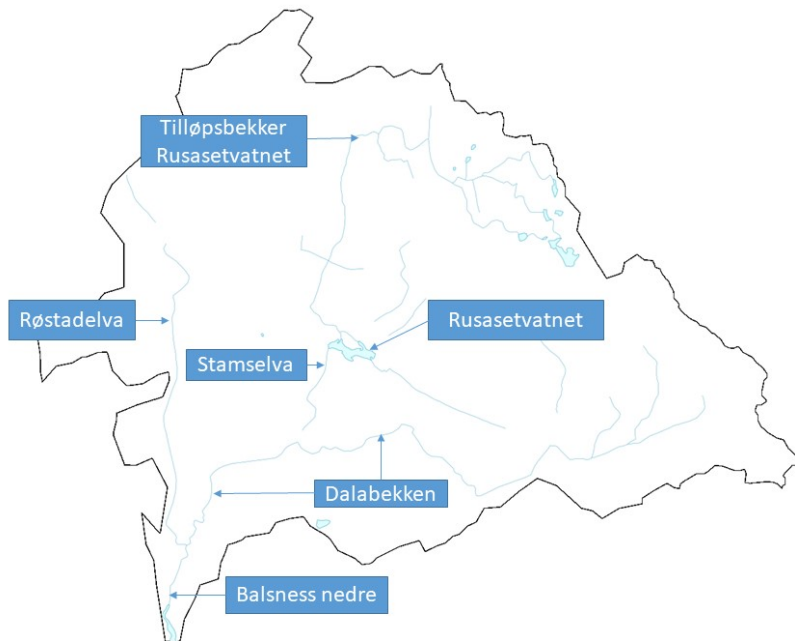 Tilløpsbekker
Rusasetvatnet
Røstadelva
Rusasetvatnet
Stamselva
Dalabekken
Balsness nedre